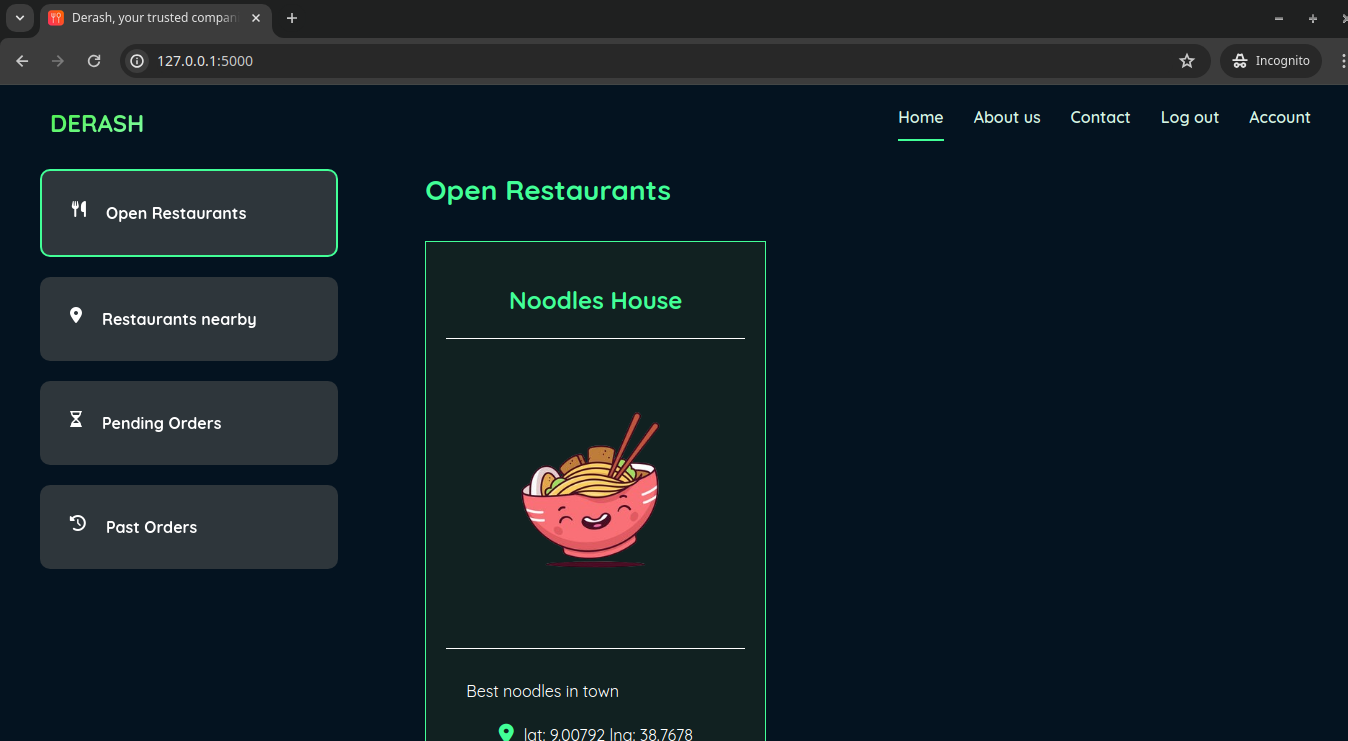 Derash, your trusted compan
127.0.0.1:5000
Incognito
DERASH
Home
About us
Contact
Log out
Account
Open Restaurants
Restaurants nearby
Pending Orders
Past Orders
Open Restaurants
Noodles House
Best noodles in town
lat: 9.00792 lng: 38.7678